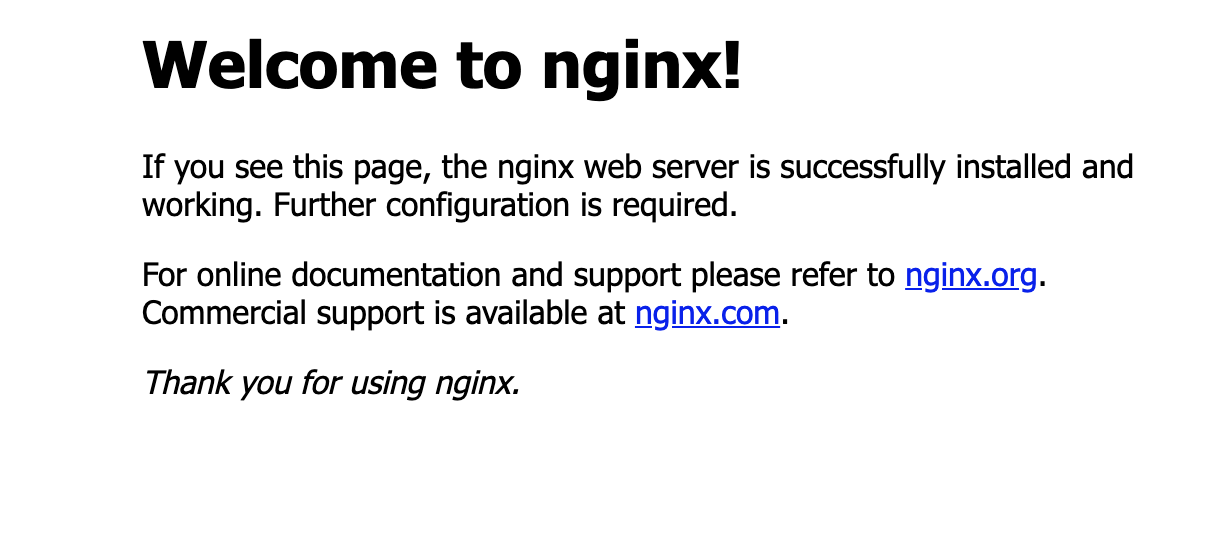 Welcome to nginx!
If you see this page, the nginx web server is successfully installed and
working. Further configuration is required.
For online documentation and support please refer to nginx.org.
Commercial support is available at nginx.com.
Thank you for using nginx.